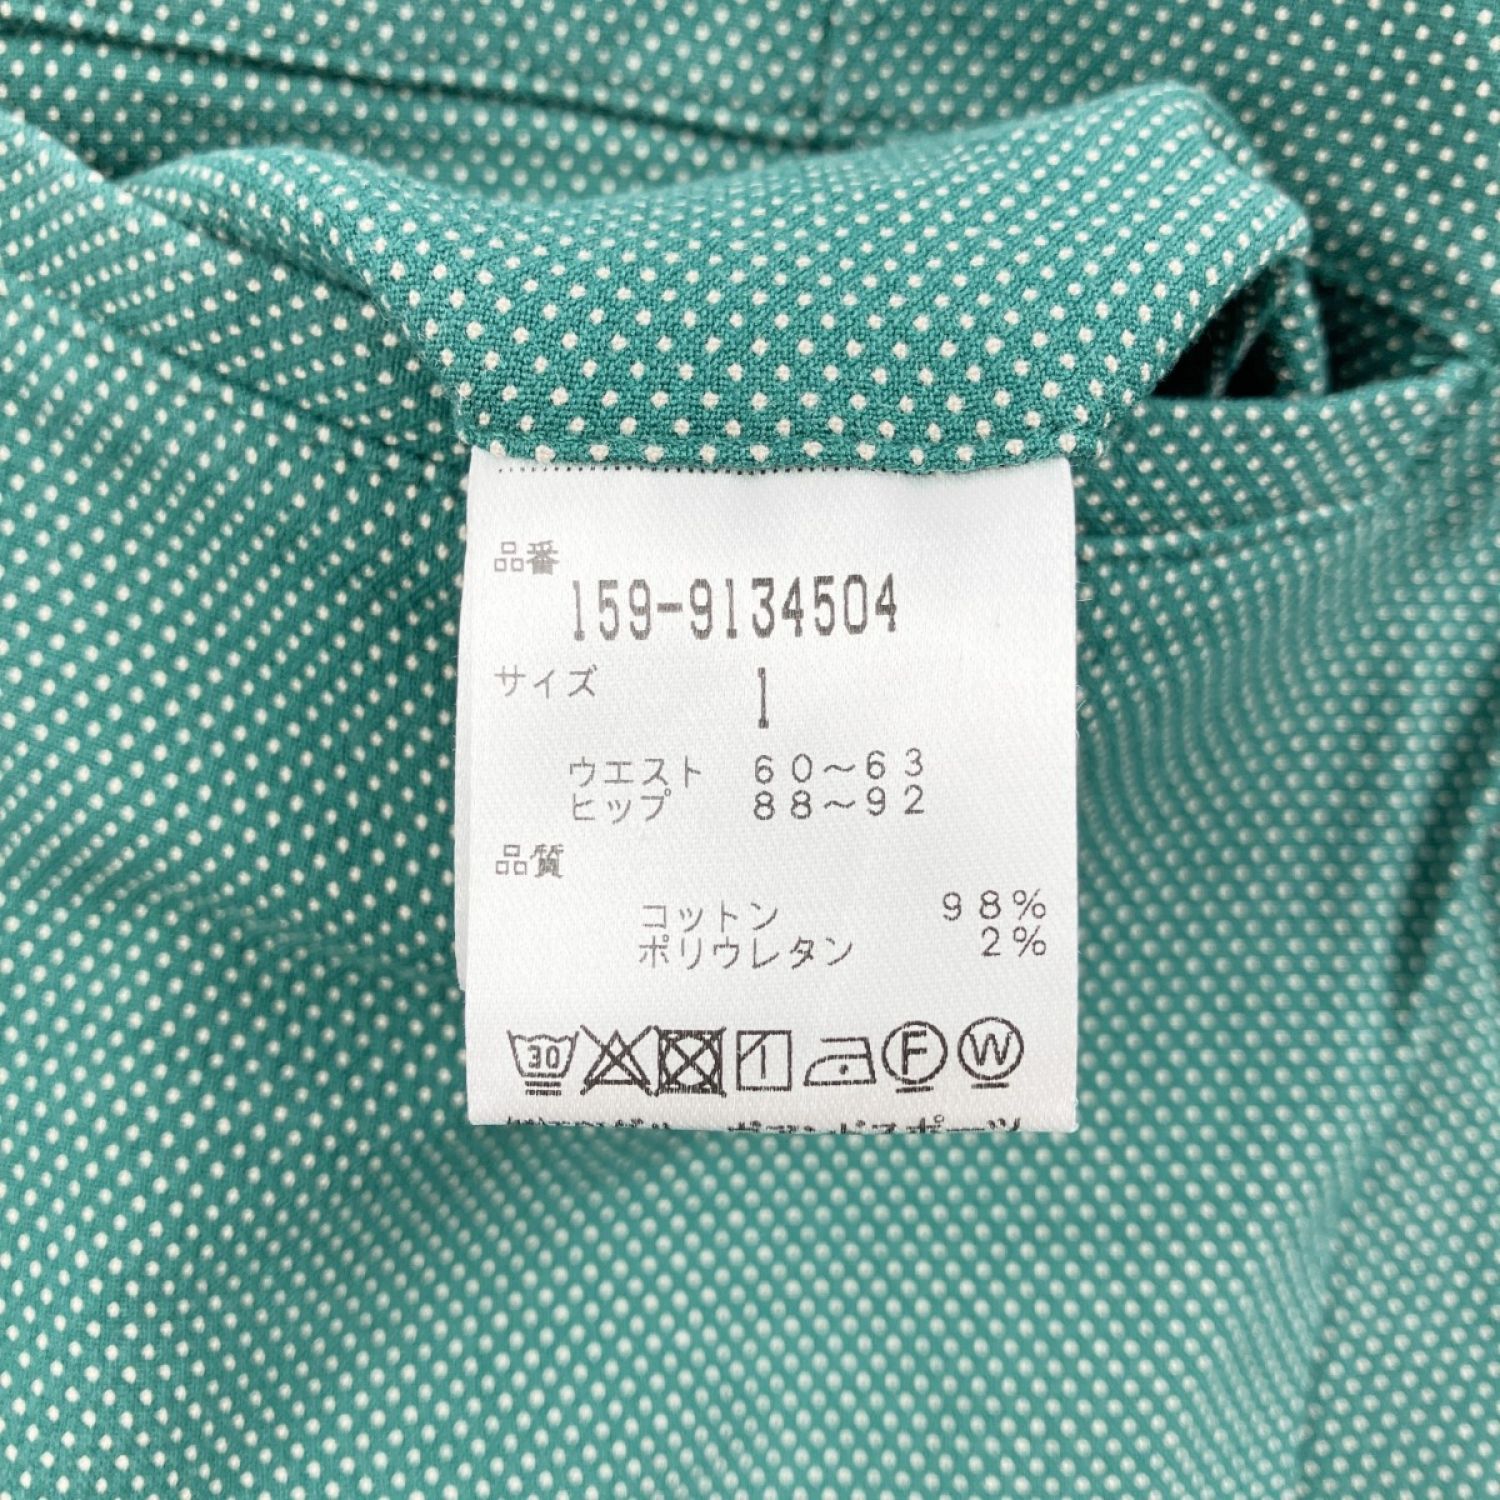 品番
159-9134504
サイズ 1
ウエスト 60～63
ヒップ 88～92
品質
コットン 98%
ポリウレタン 2%
30 F W